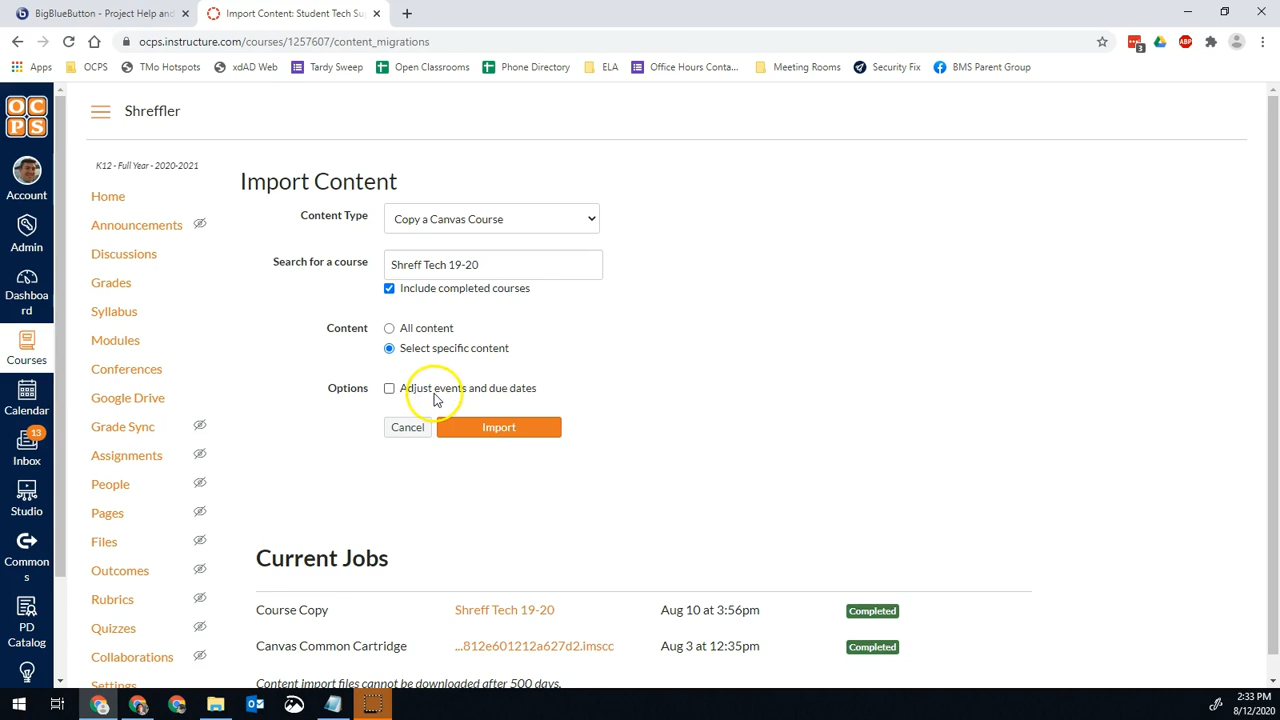 BigBlueButton - Project Help and
Import Content: Student Tech Sup
ocps.instructure.com/courses/1257607/content_migrations
3
Apps
OCPS
TMo Hotspots
xdAD Web
Tardy Sweep
Open Classrooms
Phone Directory
ELA
Office Hours Conta...
Meeting Rooms
Security Fix
BMS Parent Group
OC
PS
Account
Admin
Dashboa
rd
Courses
Calendar
13
Inbox
Studio
Common
s
PD
Catalog
Shreffler
K12 - Full Year - 2020-2021
Home
Announcements
Discussions
Grades
Syllabus
Modules
Conferences
Google Drive
Grade Sync
Assignments
People
Pages
Files
Outcomes
Rubrics
Quizzes
Collaborations
Settings
Import Content
Content Type Copy a Canvas Course
Search for a course Shreff Tech 19-20
Include completed courses
Content All content
Select specific content
Options Adjust events and due dates
Cancel Import
Current Jobs
Course Copy Shreff Tech 19-20 Aug 10 at 3:56pm Completed
Canvas Common Cartridge ...812e601212a627d2.imscc Aug 3 at 12:35pm Completed
Content import files cannot be downloaded after 500 days.
2:33 PM
8/12/2020